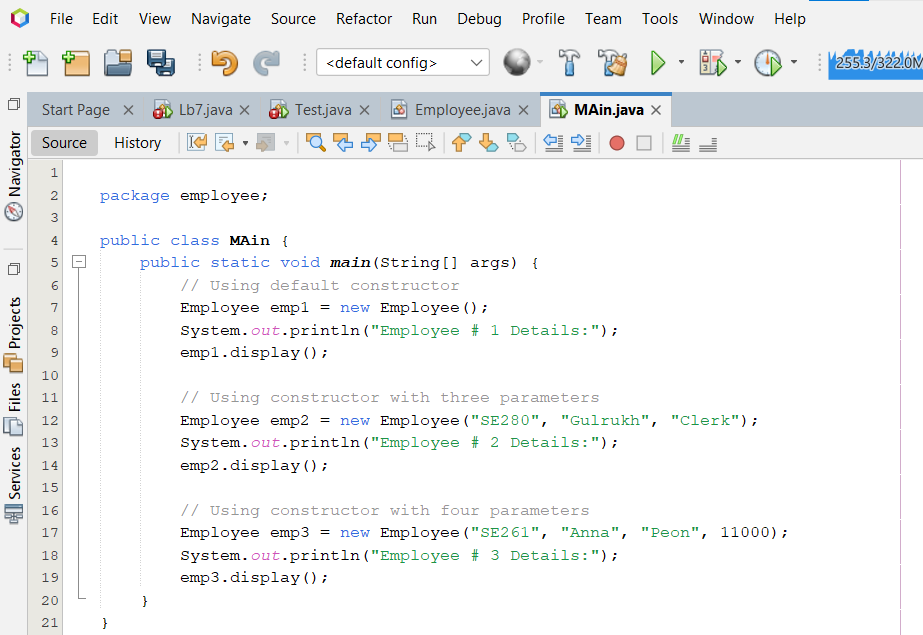 File Edit View Navigate Source Refactor Run Debug Profile Team Tools Window Help
<default config> 255.3/322.0M
Start Page Lb7.java Test.java Employee.java MAin.java
Source History
Navigator
Projects
Files
Services
1
2 package employee;
3
4 public class MAin {
5 public static void main(String[] args) {
6 // Using default constructor
7 Employee emp1 = new Employee();
8 System.out.println("Employee # 1 Details:");
9 emp1.display();
10
11 // Using constructor with three parameters
12 Employee emp2 = new Employee("SE280", "Gulrukh", "Clerk");
13 System.out.println("Employee # 2 Details:");
14 emp2.display();
15
16 // Using constructor with four parameters
17 Employee emp3 = new Employee("SE261", "Anna", "Peon", 11000);
18 System.out.println("Employee # 3 Details:");
19 emp3.display();
20 }
21 }